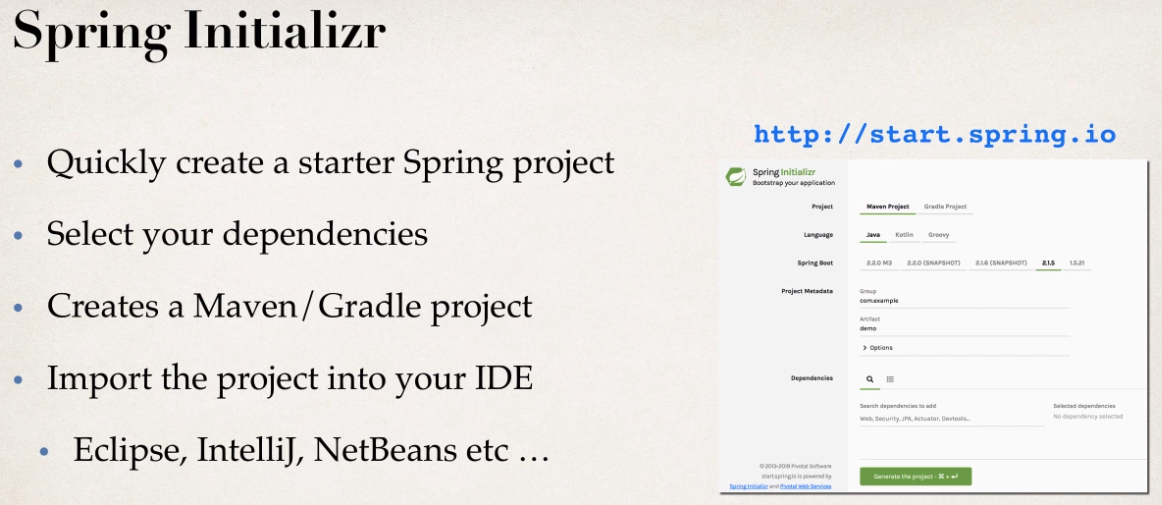 Spring Initializr
• Quickly create a starter Spring project
• Select your dependencies
• Creates a Maven/Gradle project
• Import the project into your IDE
• Eclipse, IntelliJ, NetBeans etc …
http://start.spring.io
Spring Initializr
Bootstrap your application
Project
Maven Project Gradle Project
Language
Java Kotlin Groovy
Spring Boot
2.2.0 M3 2.2.0 (SNAPSHOT) 2.1.6 (SNAPSHOT) 2.1.5 1.5.21
Project Metadata
Group
com.example
Artifact
demo
Options
Dependencies
Search dependencies to add
Web, Security, JPA, Actuator, Devtools...
Selected dependencies
No dependency selected
© 2013-2019 Pivotal Software
start.spring.io is powered by
Spring Initializr and Pivotal Web Services
Generate the project - ⌘ + ⏎